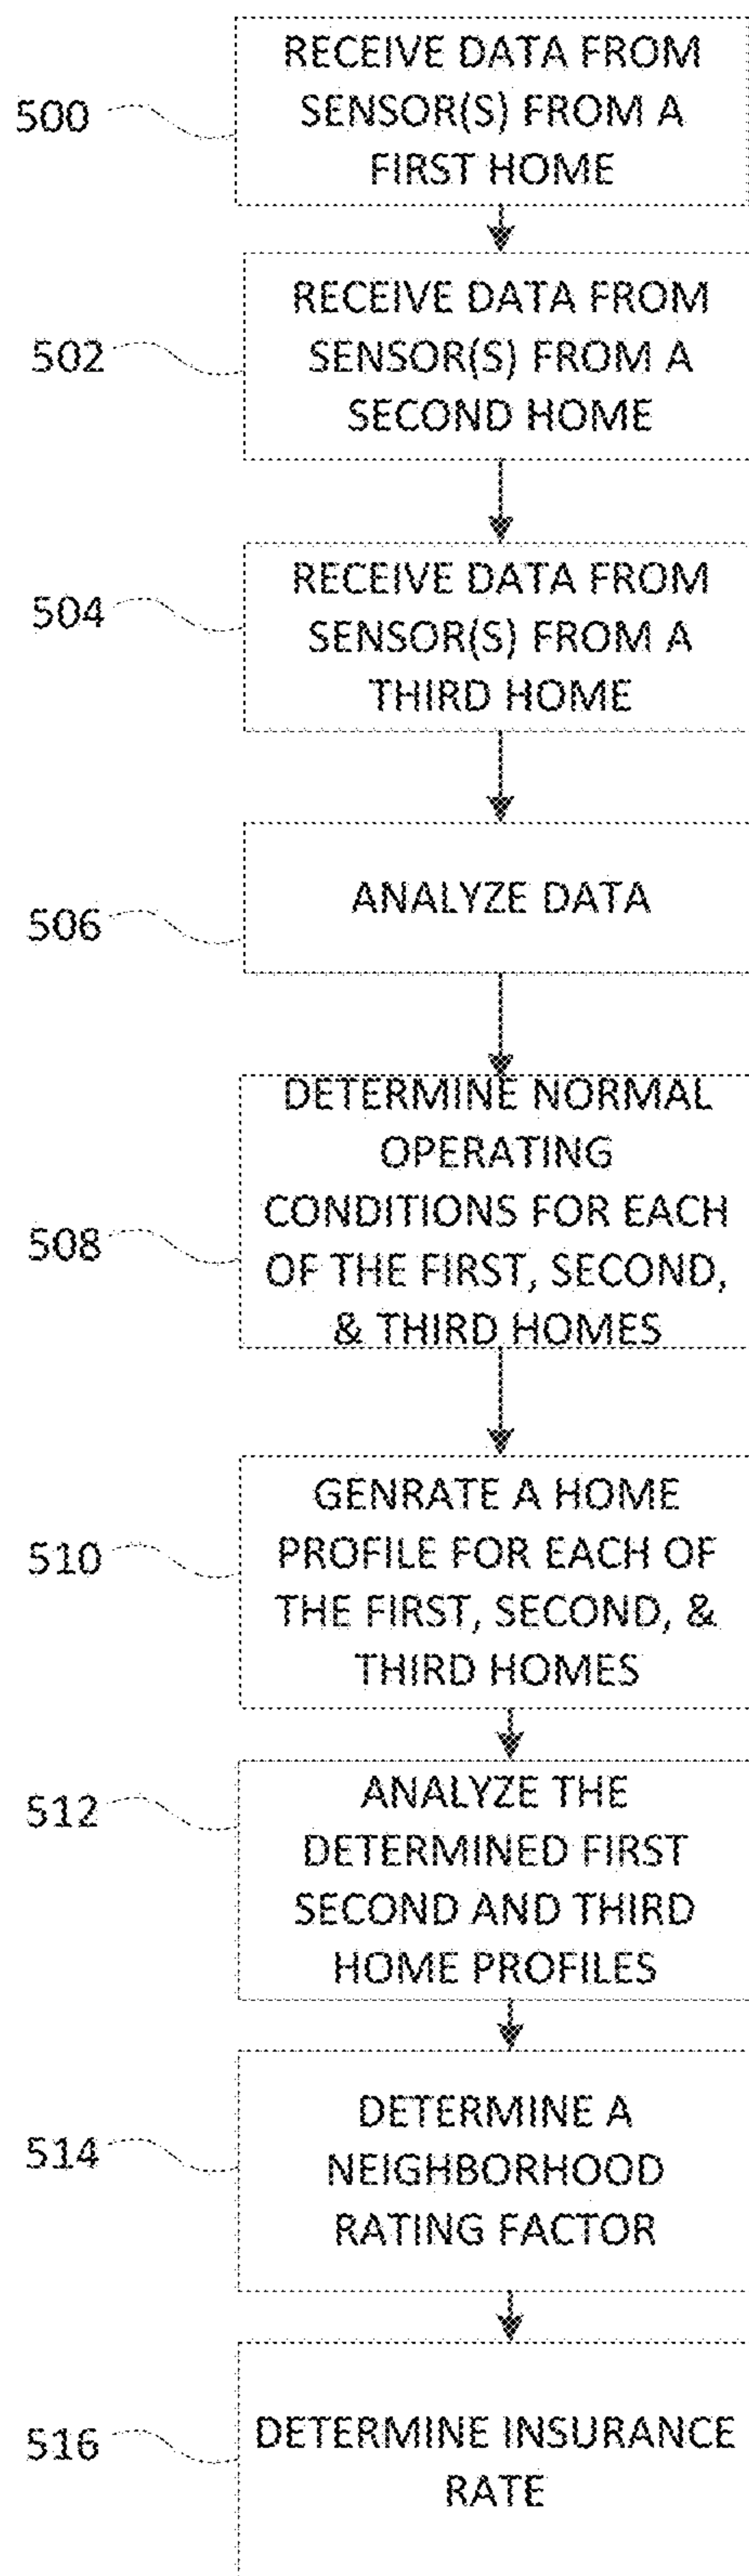 500
RECEIVE DATA FROM
SENSOR(S) FROM A
FIRST HOME
502
RECEIVE DATA FROM
SENSOR(S) FROM A
SECOND HOME
504
RECEIVE DATA FROM
SENSOR(S) FROM A
THIRD HOME
506
ANALYZE DATA
508
DETERMINE NORMAL
OPERATING
CONDITIONS FOR EACH
OF THE FIRST, SECOND,
& THIRD HOMES
510
GENRATE A HOME
PROFILE FOR EACH OF
THE FIRST, SECOND, &
THIRD HOMES
512
ANALYZE THE
DETERMINED FIRST
SECOND AND THIRD
HOME PROFILES
514
DETERMINE A
NEIGHBORHOOD
RATING FACTOR
516
DETERMINE INSURANCE
RATE